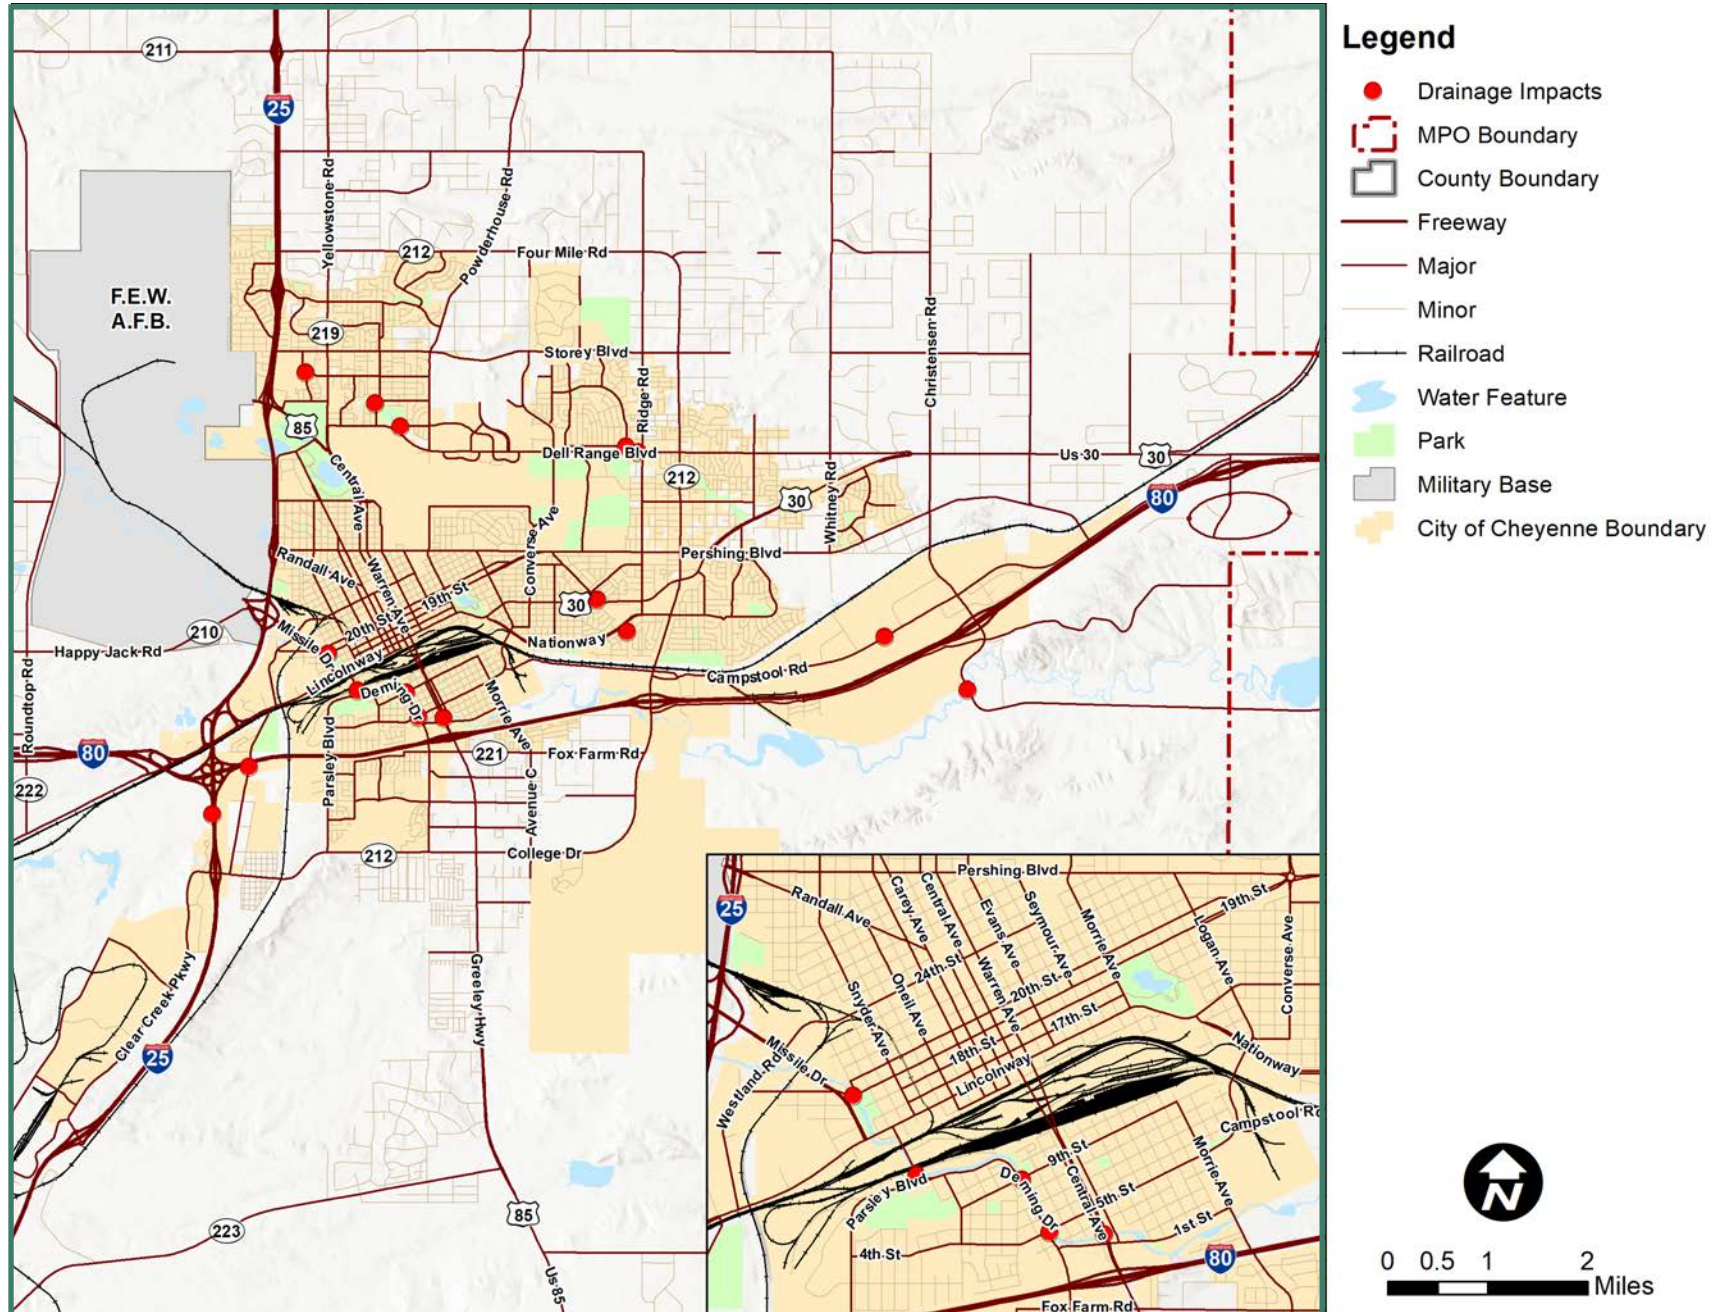 211
25
Yellowstone Rd
Powderhouse Rd
212
Four Mile Rd
F.E.W.
A.F.B.
219
Storey Blvd
Ridge Rd
Christensen Rd
85
Dell Range Blvd
Us 30
30
Central Ave
212
30
Whitney Rd
80
Converse Ave
Pershing Blvd
Randall Ave
Warren Ave
19th St
30
20th St
210
Missile Dr
Nationway
Happy Jack Rd
Lincolnway
Campstool Rd
Deming Dr
Morrie Ave
Roundtop Rd
Parsley Blvd
80
221
Fox Farm Rd
222
Avenue C
212
College Dr
Greeley Hwy
Clear Creek Pkwy
25
223
85
Us 85
Pershing Blvd
25
Randall Ave
Carey Ave
Central Ave
Evans Ave
Seymour Ave
Morrie Ave
19th St
Logan Ave
Converse Ave
24th St
20th St
Warren Ave
Oneil Ave
Snyder Ave
17th St
18th St
Missile Dr
Westland Rd
Lincolnway
Nationway
Campstool Rd
9th St
Deming Dr
Central Ave
Parsley Blvd
5th St
Morrie Ave
1st St
4th St
80
Fox Farm Rd
Legend
Drainage Impacts
MPO Boundary
County Boundary
Freeway
Major
Minor
Railroad
Water Feature
Park
Military Base
City of Cheyenne Boundary
N
0 0.5 1 2
Miles